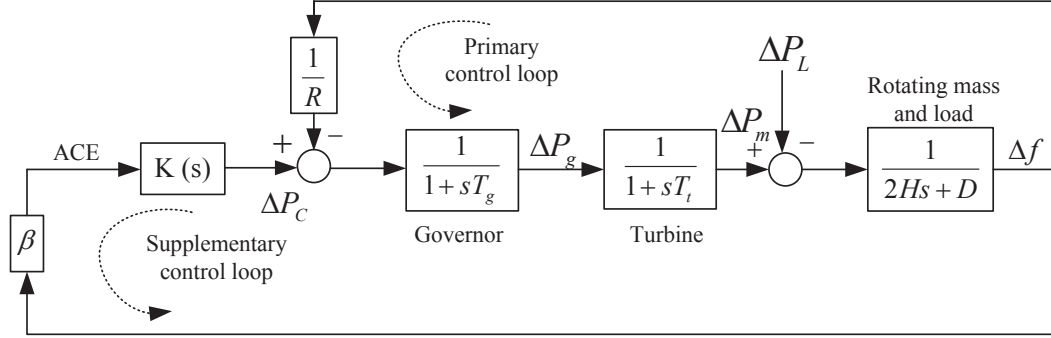 Primary
control loop
1
R
ΔP_L
Rotating mass
and load
ACE
K (s)
+
−
ΔP_C
1
1 + sT_g
Governor
ΔP_g
1
1 + sT_t
Turbine
ΔP_m
+
−
1
2Hs + D
Δf
β
Supplementary
control loop